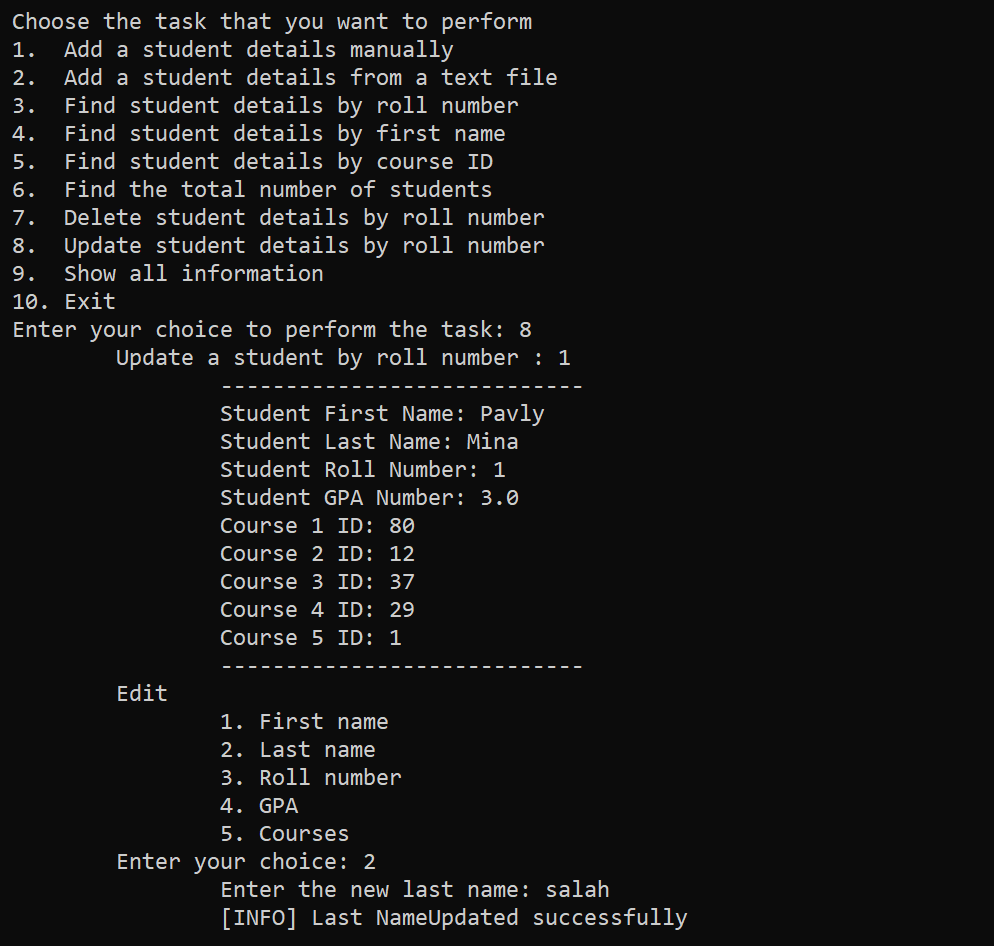 Choose the task that you want to perform
1.  Add a student details manually
2.  Add a student details from a text file
3.  Find student details by roll number
4.  Find student details by first name
5.  Find student details by course ID
6.  Find the total number of students
7.  Delete student details by roll number
8.  Update student details by roll number
9.  Show all information
10. Exit
Enter your choice to perform the task: 8
        Update a student by roll number : 1
                ----------------------------
                Student First Name: Pavly
                Student Last Name: Mina
                Student Roll Number: 1
                Student GPA Number: 3.0
                Course 1 ID: 80
                Course 2 ID: 12
                Course 3 ID: 37
                Course 4 ID: 29
                Course 5 ID: 1
                ----------------------------
        Edit
                1. First name
                2. Last name
                3. Roll number
                4. GPA
                5. Courses
        Enter your choice: 2
                Enter the new last name: salah
                [INFO] Last NameUpdated successfully